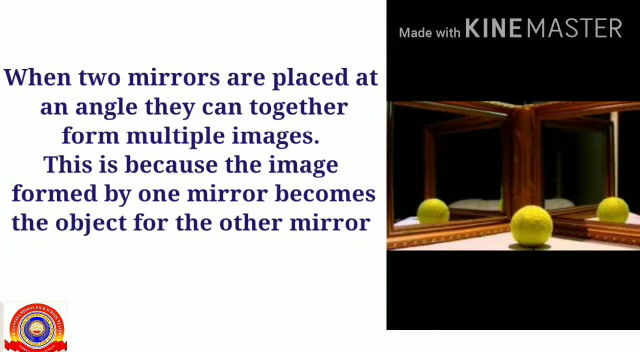 Made with KINEMASTER
When two mirrors are placed at
an angle they can together
form multiple images.
This is because the image
formed by one mirror becomes
the object for the other mirror